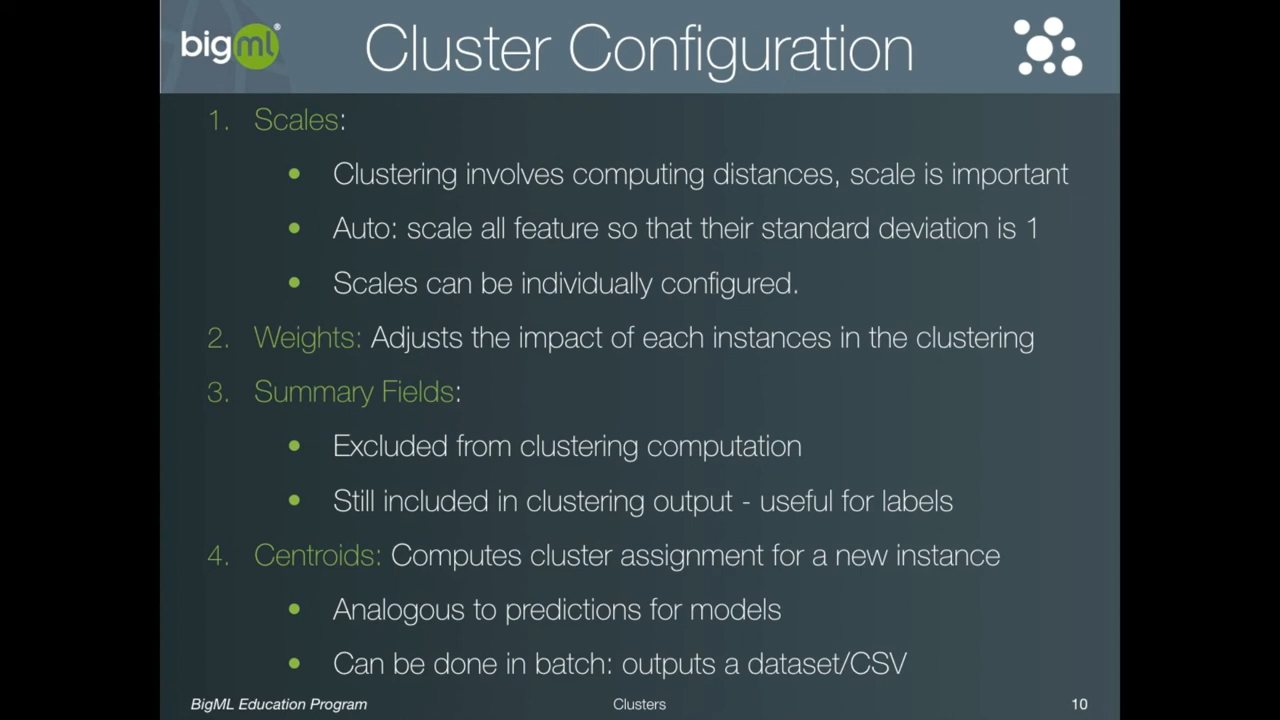 bigml®
Cluster Configuration
1. Scales:
• Clustering involves computing distances, scale is important
• Auto: scale all feature so that their standard deviation is 1
• Scales can be individually configured.
2. Weights: Adjusts the impact of each instances in the clustering
3. Summary Fields:
• Excluded from clustering computation
• Still included in clustering output - useful for labels
4. Centroids: Computes cluster assignment for a new instance
• Analogous to predictions for models
• Can be done in batch: outputs a dataset/CSV
BigML Education Program
Clusters
10